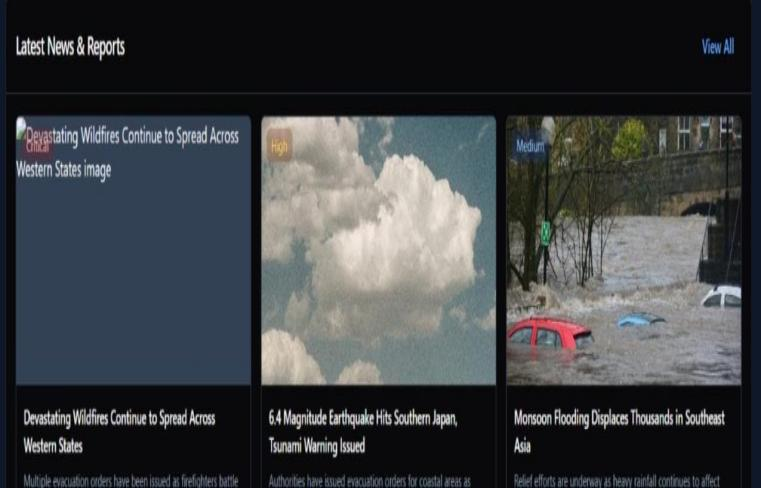 Latest News & Reports
View All
Devastating Wildfires Continue to Spread Across
Critical
Western States image
High
Medium
Devastating Wildfires Continue to Spread Across
Western States
6.4 Magnitude Earthquake Hits Southern Japan,
Tsunami Warning Issued
Monsoon Flooding Displaces Thousands in Southeast
Asia
Multiple evacuation orders have been issued as firefighters battle
Authorities have issued evacuation orders for coastal areas as
Relief efforts are underway as heavy rainfall continues to affect